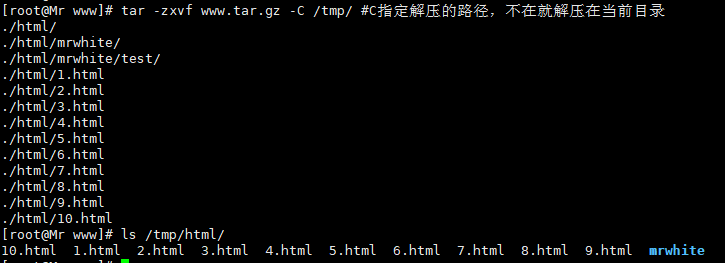 [root@Mr www]# tar -zxvf www.tar.gz -C /tmp/ #C指定解压的路径，不在就解压在当前目录
./html/
./html/mrwhite/
./html/mrwhite/test/
./html/1.html
./html/2.html
./html/3.html
./html/4.html
./html/5.html
./html/6.html
./html/7.html
./html/8.html
./html/9.html
./html/10.html
[root@Mr www]# ls /tmp/html/
10.html  1.html  2.html  3.html  4.html  5.html  6.html  7.html  8.html  9.html  mrwhite
[root@Mr www]#